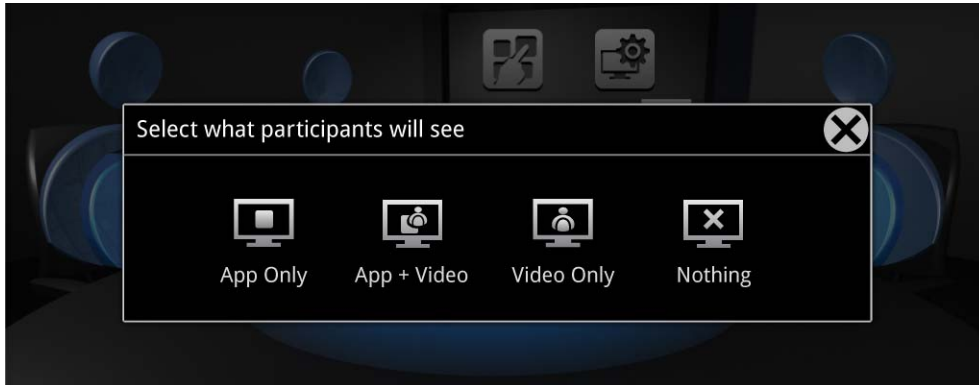 Select what participants will see
App Only
App + Video
Video Only
Nothing